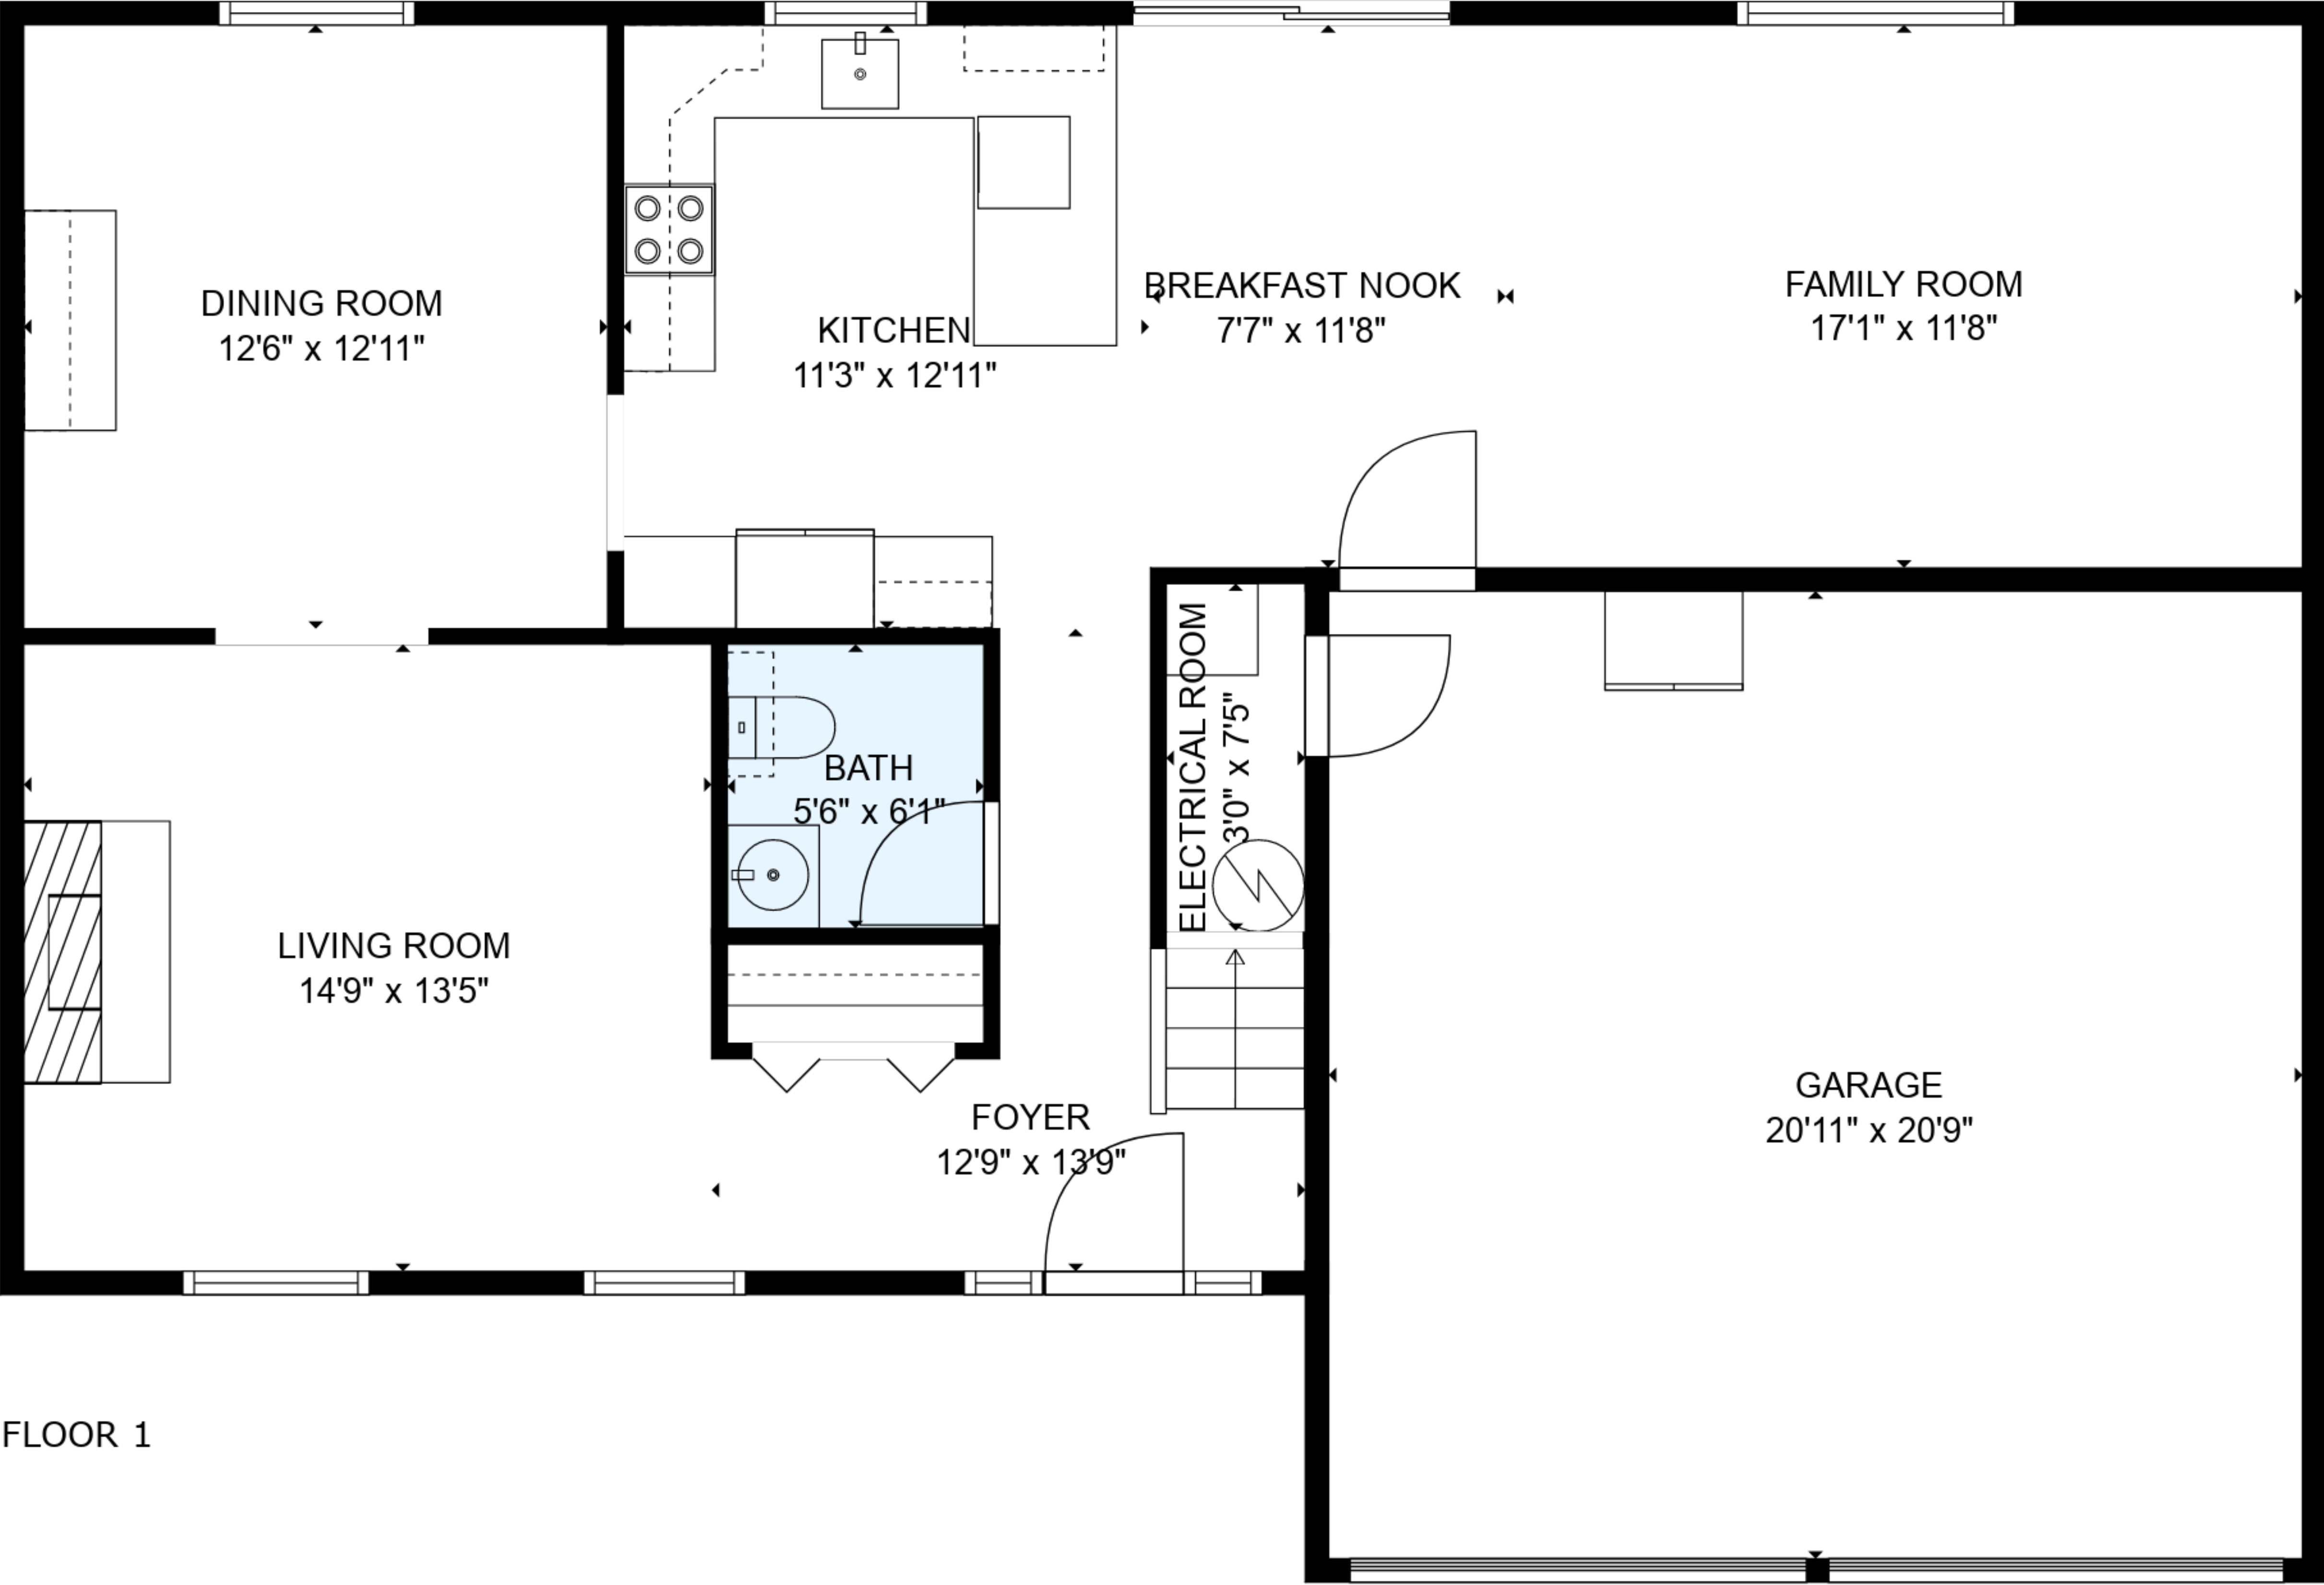 DINING ROOM
12'6" x 12'11"
KITCHEN
11'3" x 12'11"
BREAKFAST NOOK
7'7" x 11'8"
FAMILY ROOM
17'1" x 11'8"
BATH
5'6" x 6'1"
ELECTRICAL ROOM
3'0" x 7'5"
LIVING ROOM
14'9" x 13'5"
FOYER
12'9" x 13'9"
GARAGE
20'11" x 20'9"
FLOOR 1